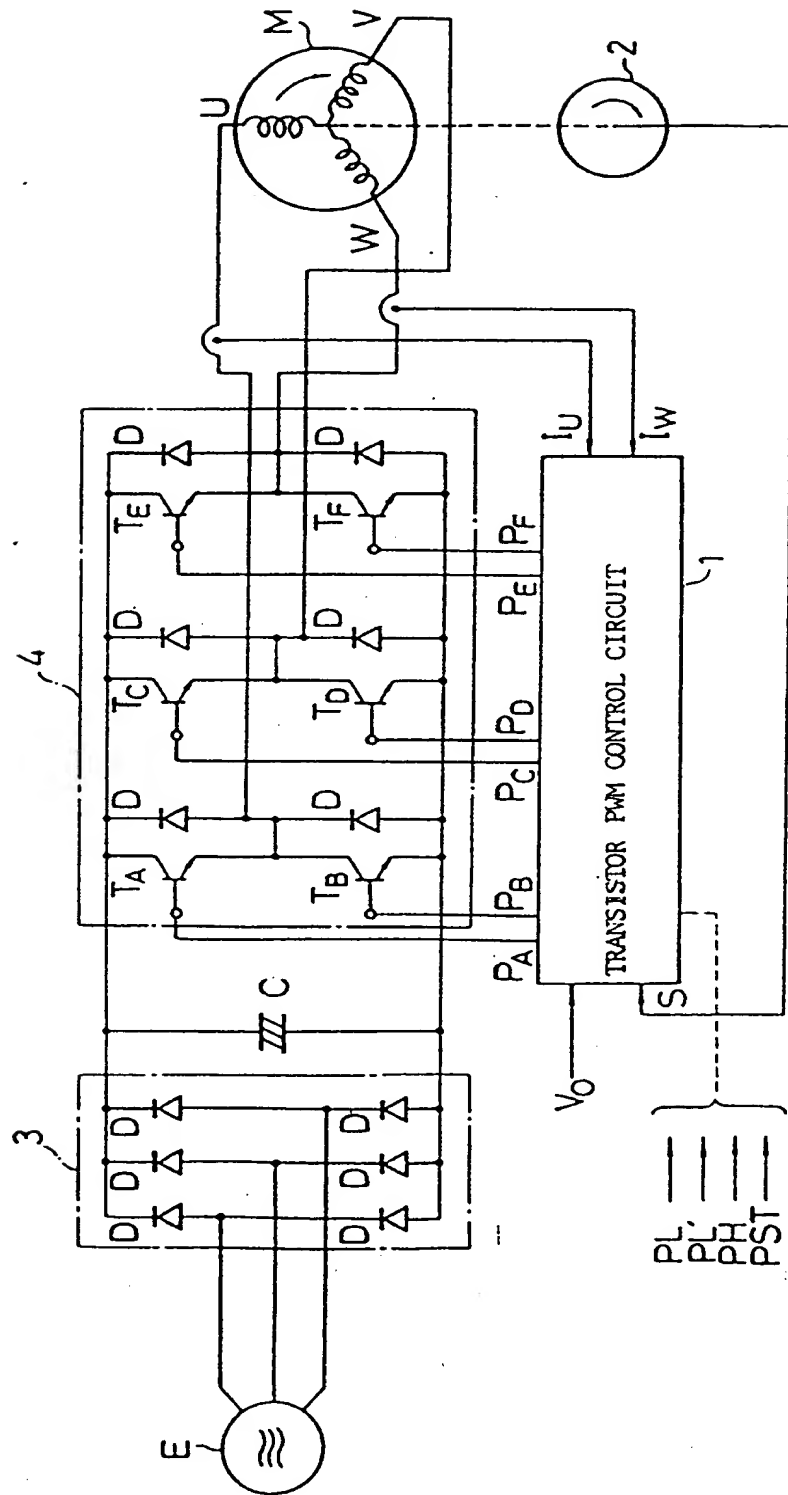 E
3
D
D
D
D
D
D
C
4
TA
D
TB
D
TC
D
TD
D
TE
D
TF
D
U
M
V
W
2
PA
PB
PC
PD
PE
PF
IU
IW
TRANSISTOR PWM CONTROL CIRCUIT
1
VO
S
PL
PL'
PH
PST